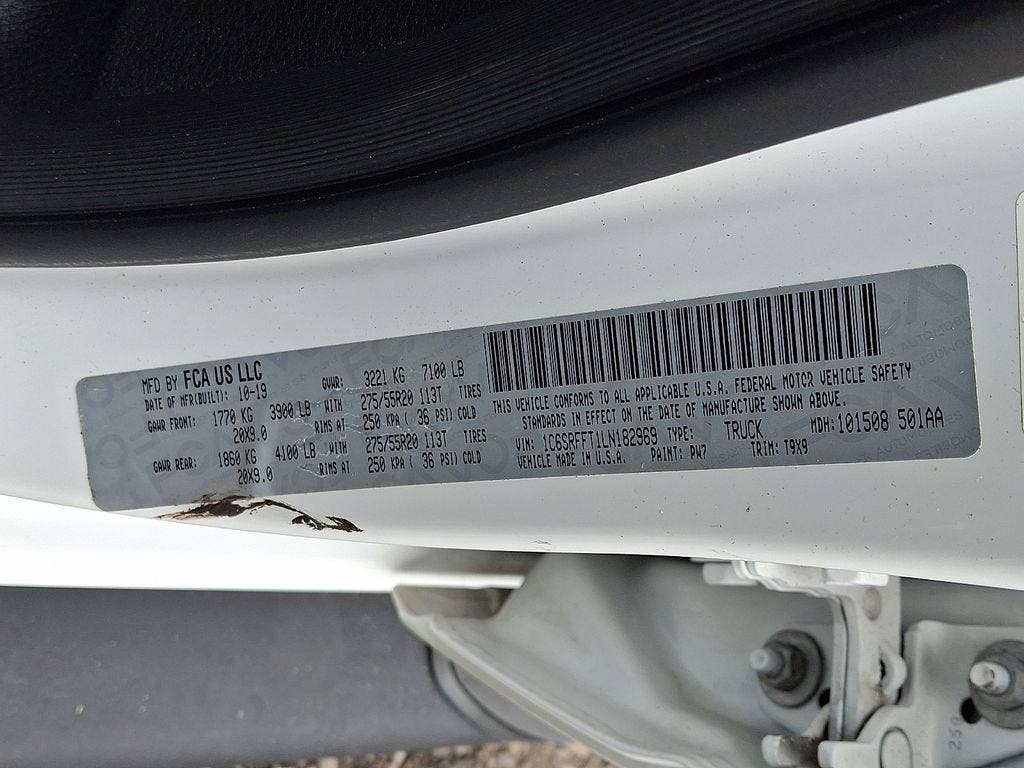 MFD BY FCA US LLC
DATE OF MFR(BUILT): 10-19 GVWR: 3221 KG 7100 LB
GAWR FRONT: 1770 KG 3900 LB WITH 275/55R20 113T TIRES
20X9.0 RIMS AT 250 KPA ( 36 PSI) COLD
GAWR REAR: 1860 KG 4100 LB WITH 275/55R20 113T TIRES
20X9.0 RIMS AT 250 KPA ( 36 PSI) COLD
THIS VEHICLE CONFORMS TO ALL APPLICABLE U.S.A. FEDERAL MOTOR VEHICLE SAFETY
STANDARDS IN EFFECT ON THE DATE OF MANUFACTURE SHOWN ABOVE.
VIN: 1C6SRFFT1LN182969 TYPE: TRUCK MDH: 101508 501AA
VEHICLE MADE IN U.S.A. PAINT: PW7 TRIM: T9X9